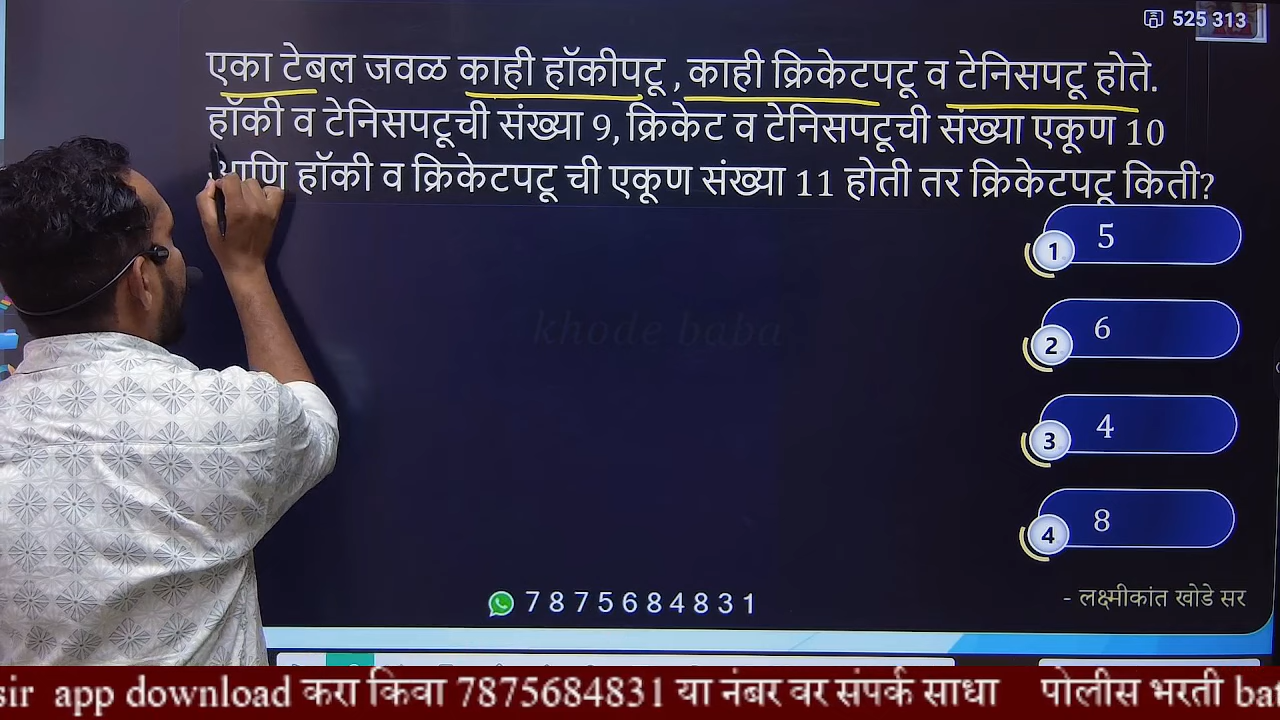 525 313
एका टेबल जवळ काही हॉकीपटू , काही क्रिकेटपटू व टेनिसपटू होते.
हॉकी व टेनिसपटूची संख्या 9, क्रिकेट व टेनिसपटूची संख्या एकूण 10
आणि हॉकी व क्रिकेटपटू ची एकूण संख्या 11 होती तर क्रिकेटपटू किती?
1 5
2 6
3 4
4 8
khode baba
7875684831
- लक्ष्मीकांत खोडे सर
sir app download करा किंवा 7875684831 या नंबर वर संपर्क साधा पोलीस भरती bat